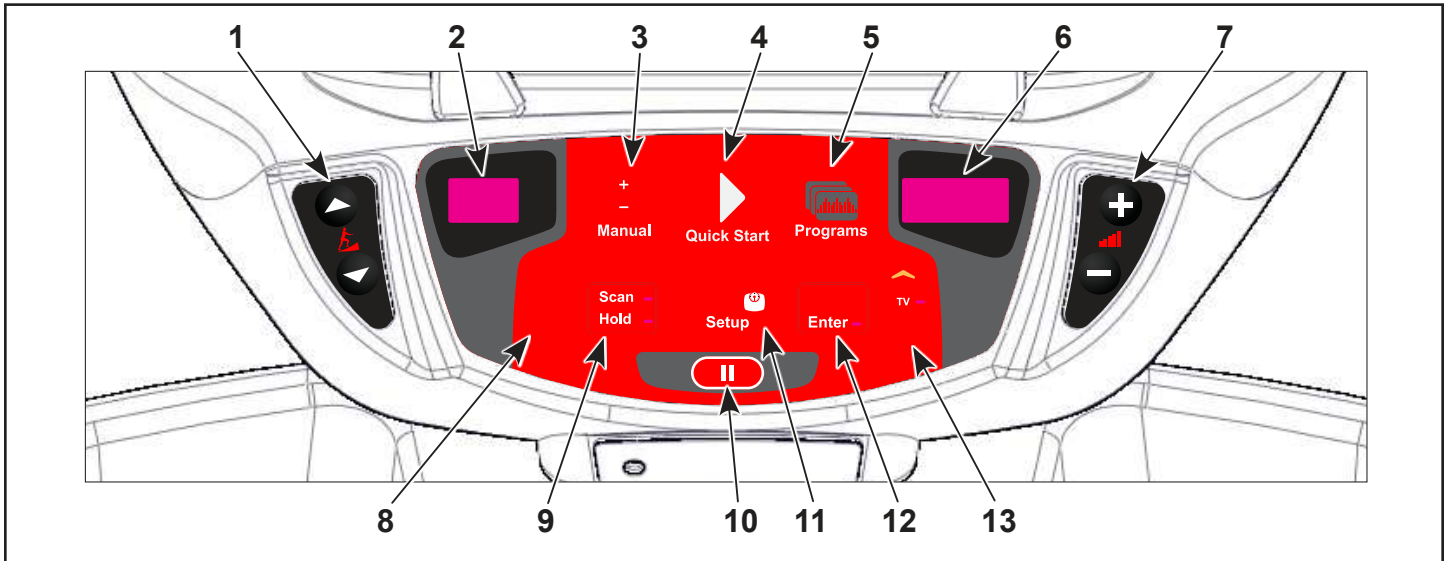 1 2 3 4 5 6 7
+
−
Manual
Quick Start
Programs
Scan
Hold
Setup
Enter
TV
8 9 10 11 12 13